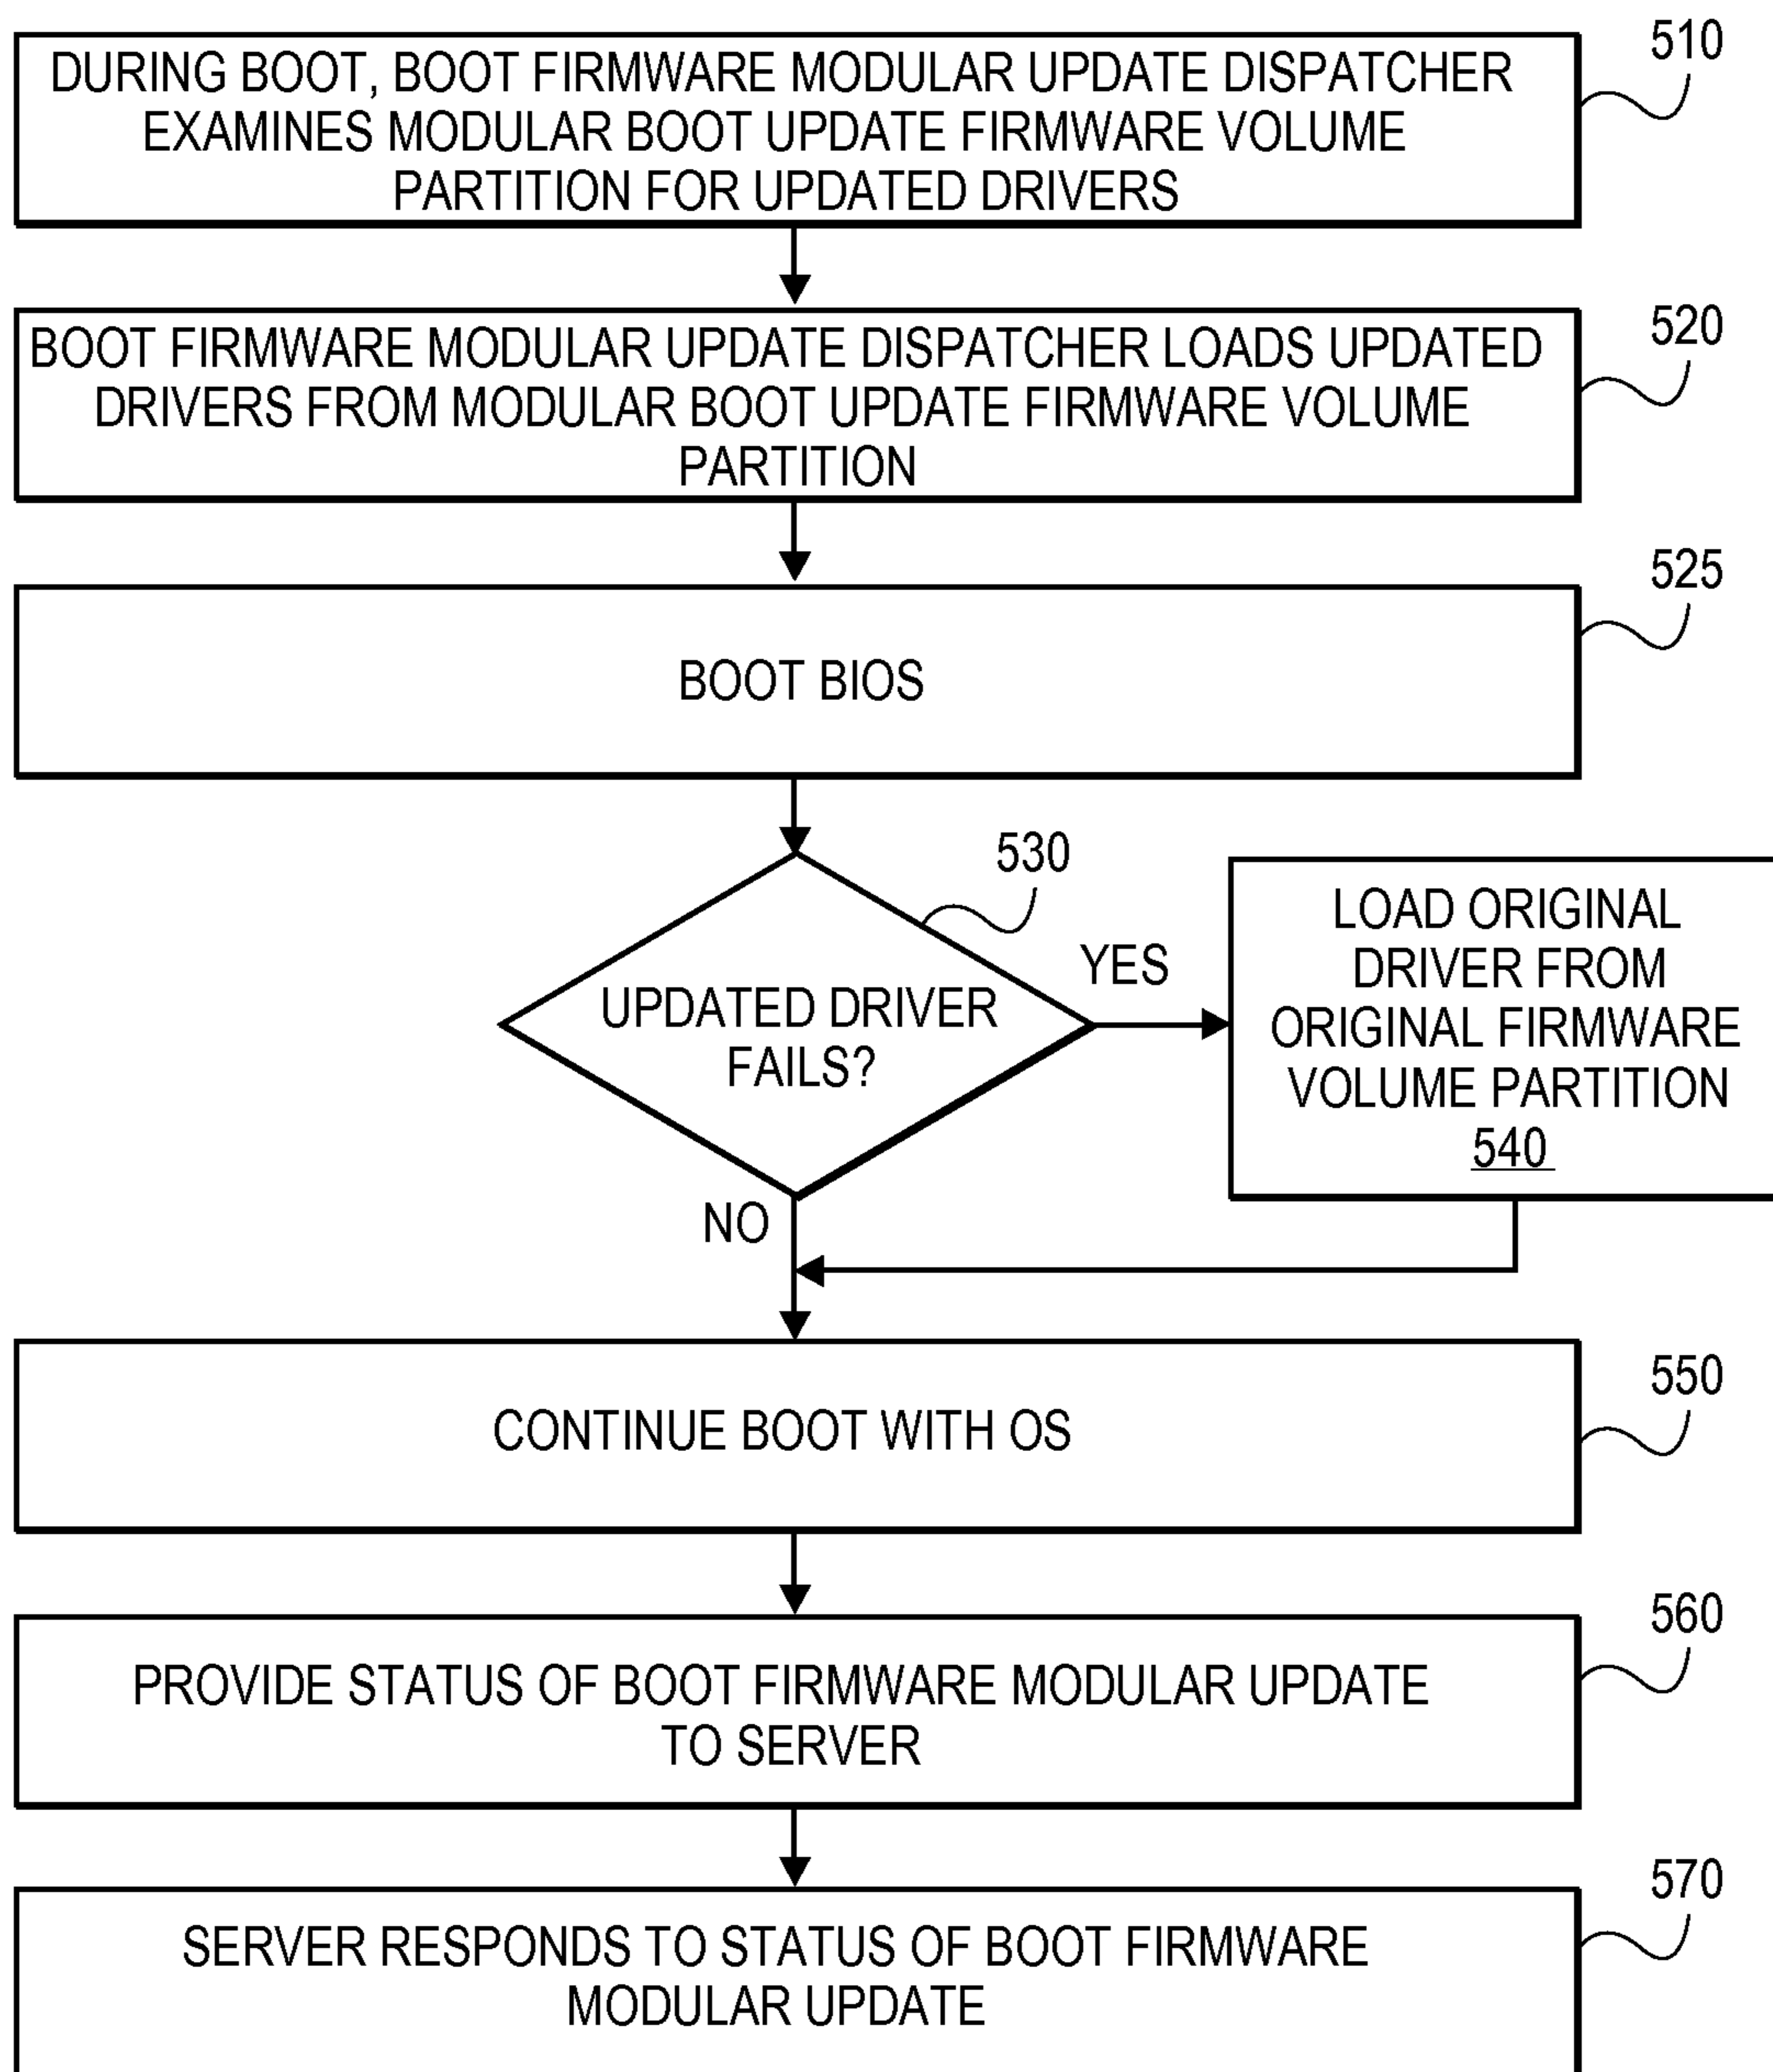 510
DURING BOOT, BOOT FIRMWARE MODULAR UPDATE DISPATCHER
EXAMINES MODULAR BOOT UPDATE FIRMWARE VOLUME
PARTITION FOR UPDATED DRIVERS
520
BOOT FIRMWARE MODULAR UPDATE DISPATCHER LOADS UPDATED
DRIVERS FROM MODULAR BOOT UPDATE FIRMWARE VOLUME
PARTITION
525
BOOT BIOS
530
UPDATED DRIVER
FAILS?
YES
LOAD ORIGINAL
DRIVER FROM
ORIGINAL FIRMWARE
VOLUME PARTITION
540
NO
550
CONTINUE BOOT WITH OS
560
PROVIDE STATUS OF BOOT FIRMWARE MODULAR UPDATE
TO SERVER
570
SERVER RESPONDS TO STATUS OF BOOT FIRMWARE
MODULAR UPDATE